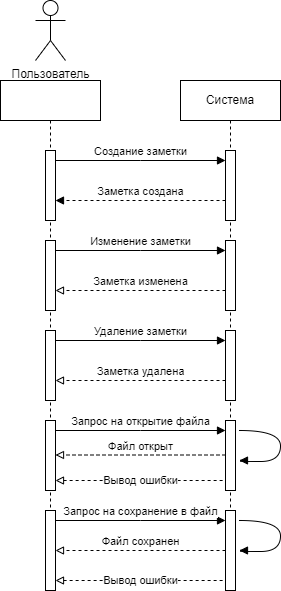 Пользователь
Система
Создание заметки
Заметка создана
Изменение заметки
Заметка изменена
Удаление заметки
Заметка удалена
Запрос на открытие файла
Файл открыт
Вывод ошибки
Запрос на сохранение в файл
Файл сохранен
Вывод ошибки